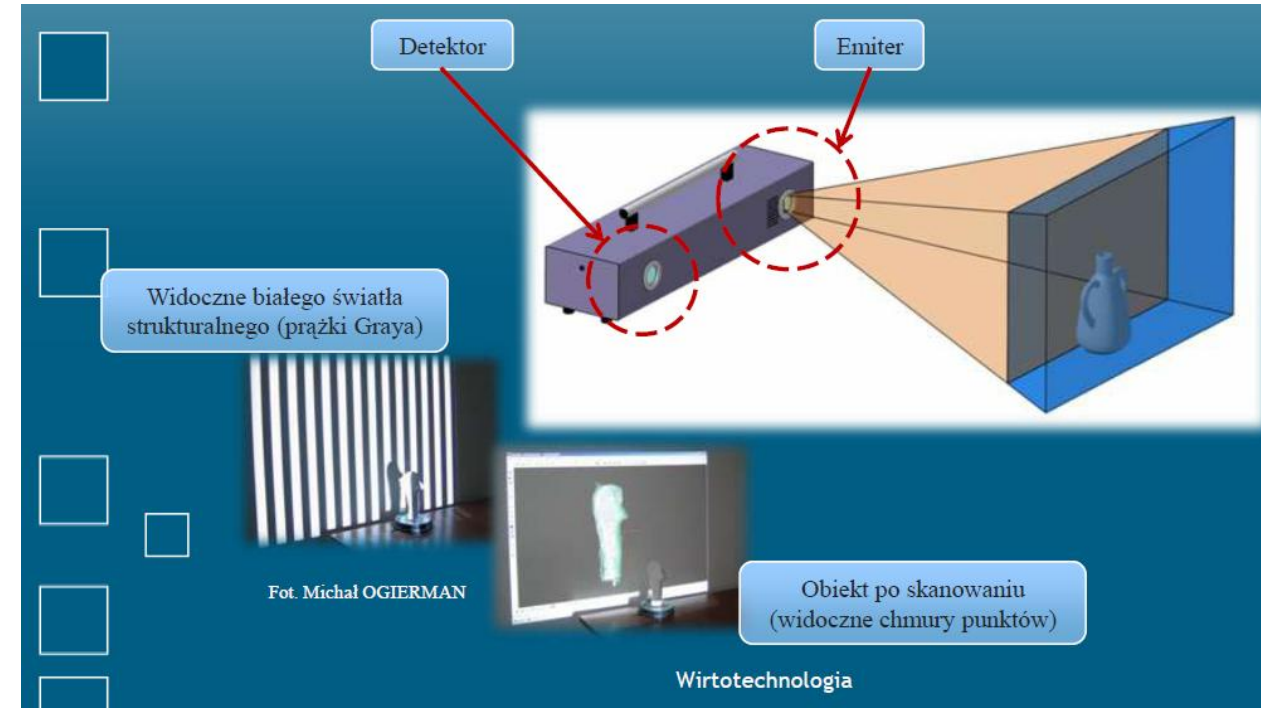 Detektor
Emiter
Widoczne białego światła
strukturalnego (prążki Graya)
Fot. Michał OGIERMAN
Obiekt po skanowaniu
(widoczne chmury punktów)
Wirtotechnologia